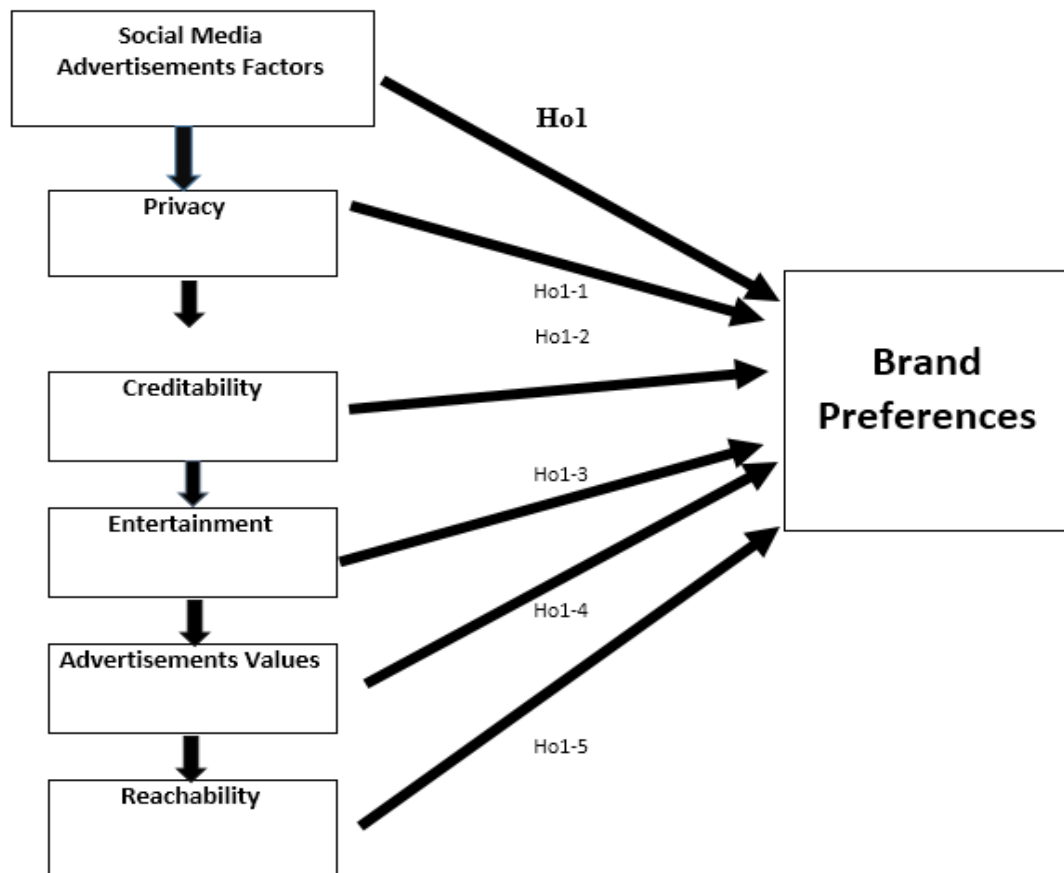 Social Media
Advertisements Factors
Ho1
Privacy
Ho1-1
Ho1-2
Brand
Preferences
Creditability
Ho1-3
Entertainment
Ho1-4
Advertisements Values
Ho1-5
Reachability